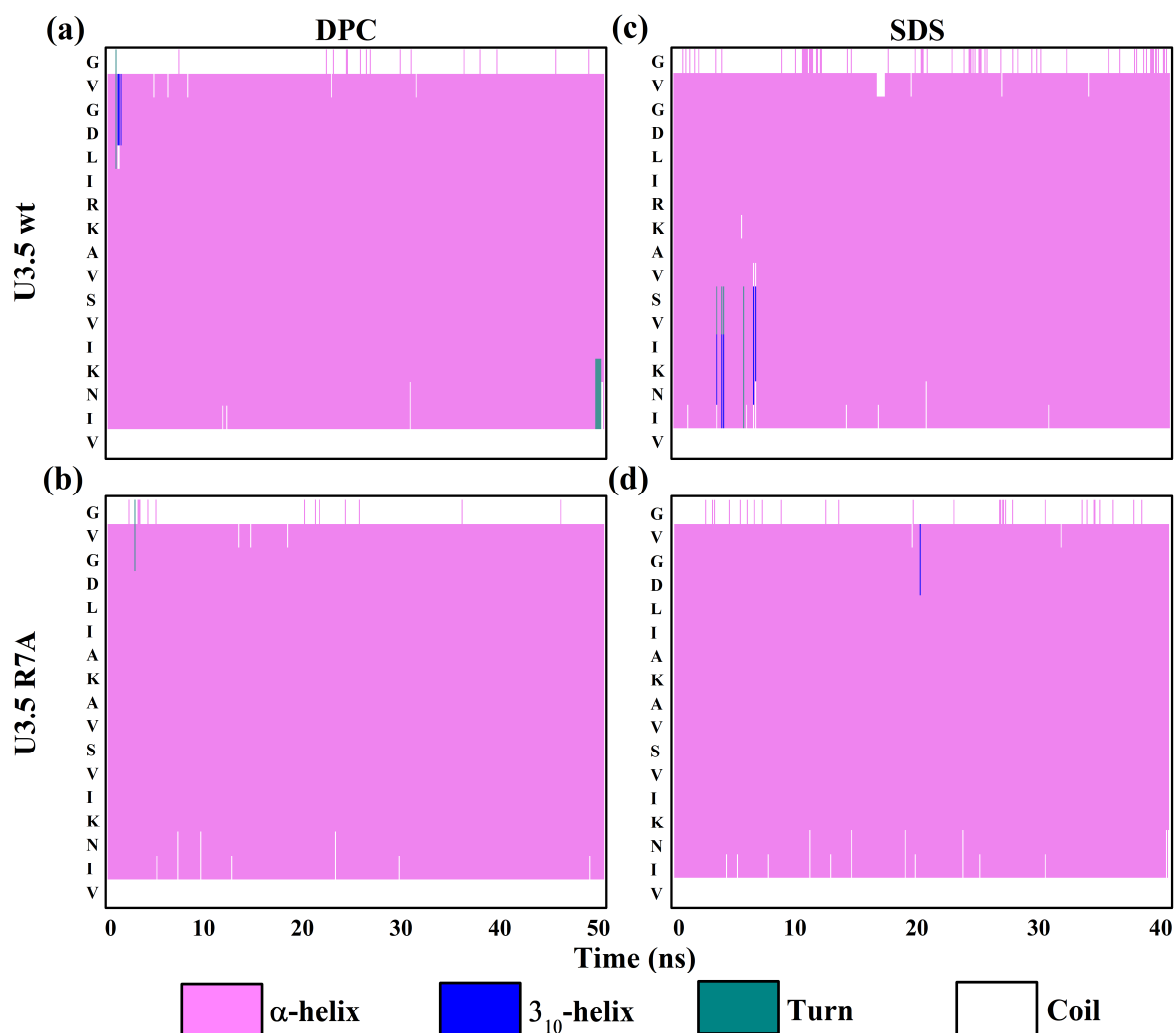 (a) DPC (c) SDS
U3.5 wt
G
V
G
D
L
I
R
K
A
V
S
V
I
K
N
I
V
G
V
G
D
L
I
R
K
A
V
S
V
I
K
N
I
V
(b) (d)
U3.5 R7A
G
V
G
D
L
I
A
K
A
V
S
V
I
K
N
I
V
G
V
G
D
L
I
A
K
A
V
S
V
I
K
N
I
V
0 10 20 30 40 50 0 10 20 30 40
Time (ns)
α-helix 3₁₀-helix Turn Coil